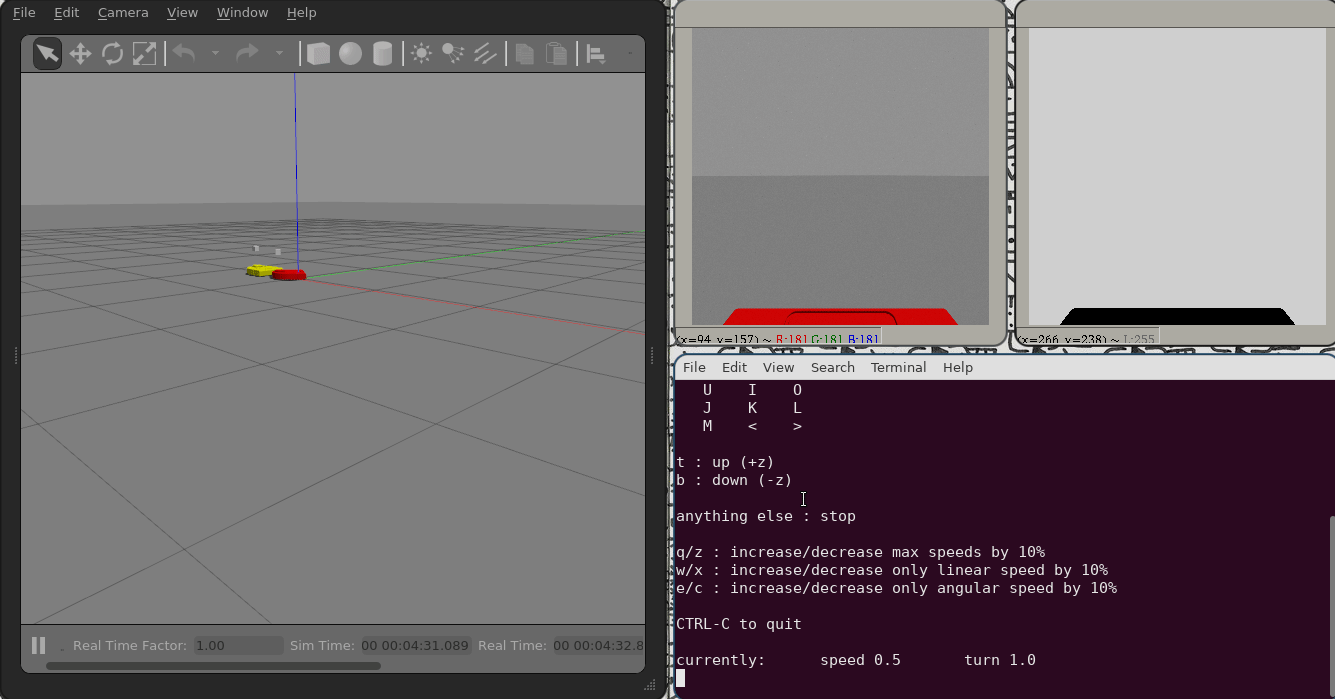 File Edit Camera View Window Help
Real Time Factor: 1.00 Sim Time: 00 00:04:31.089 Real Time: 00 00:04:32.8
(x=94, y=157) ~ R:181 G:181 B:181
(x=266, y=238) ~ L:255
File Edit View Search Terminal Help
U I O
J K L
M < >
t : up (+z)
b : down (-z)
anything else : stop
q/z : increase/decrease max speeds by 10%
w/x : increase/decrease only linear speed by 10%
e/c : increase/decrease only angular speed by 10%
CTRL-C to quit
currently: speed 0.5 turn 1.0